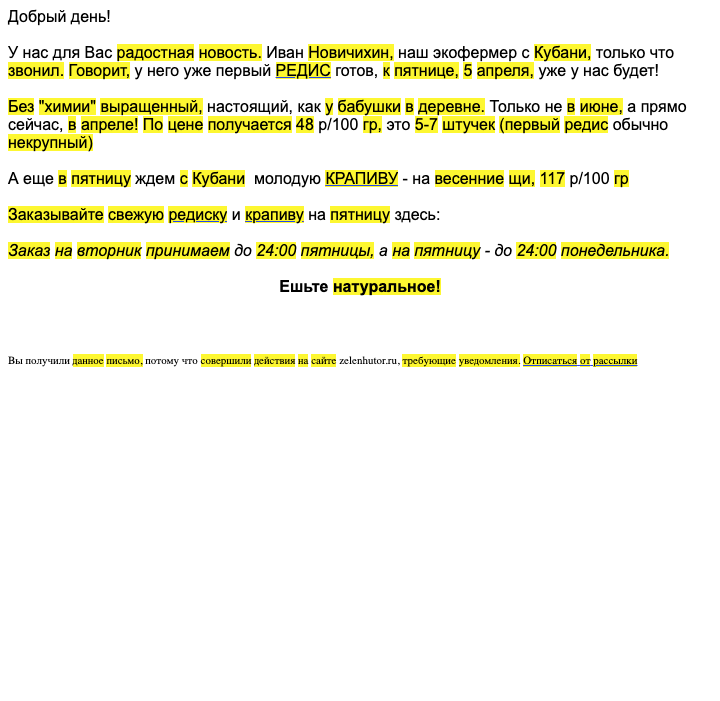 Добрый день!
У нас для Вас радостная новость. Иван Новичихин, наш экофермер с Кубани, только что
звонил. Говорит, у него уже первый РЕДИС готов, к пятнице, 5 апреля, уже у нас будет!
Без "химии" выращенный, настоящий, как у бабушки в деревне. Только не в июне, а прямо
сейчас, в апреле! По цене получается 48 р/100 гр, это 5-7 штучек (первый редис обычно
некрупный)
А еще в пятницу ждем с Кубани  молодую КРАПИВУ - на весенние щи, 117 р/100 гр
Заказывайте свежую редиску и крапиву на пятницу здесь:
Заказ на вторник принимаем до 24:00 пятницы, а на пятницу - до 24:00 понедельника.
Ешьте натуральное!
Вы получили данное письмо, потому что совершили действия на сайте zelenhutor.ru, требующие уведомления. Отписаться от рассылки